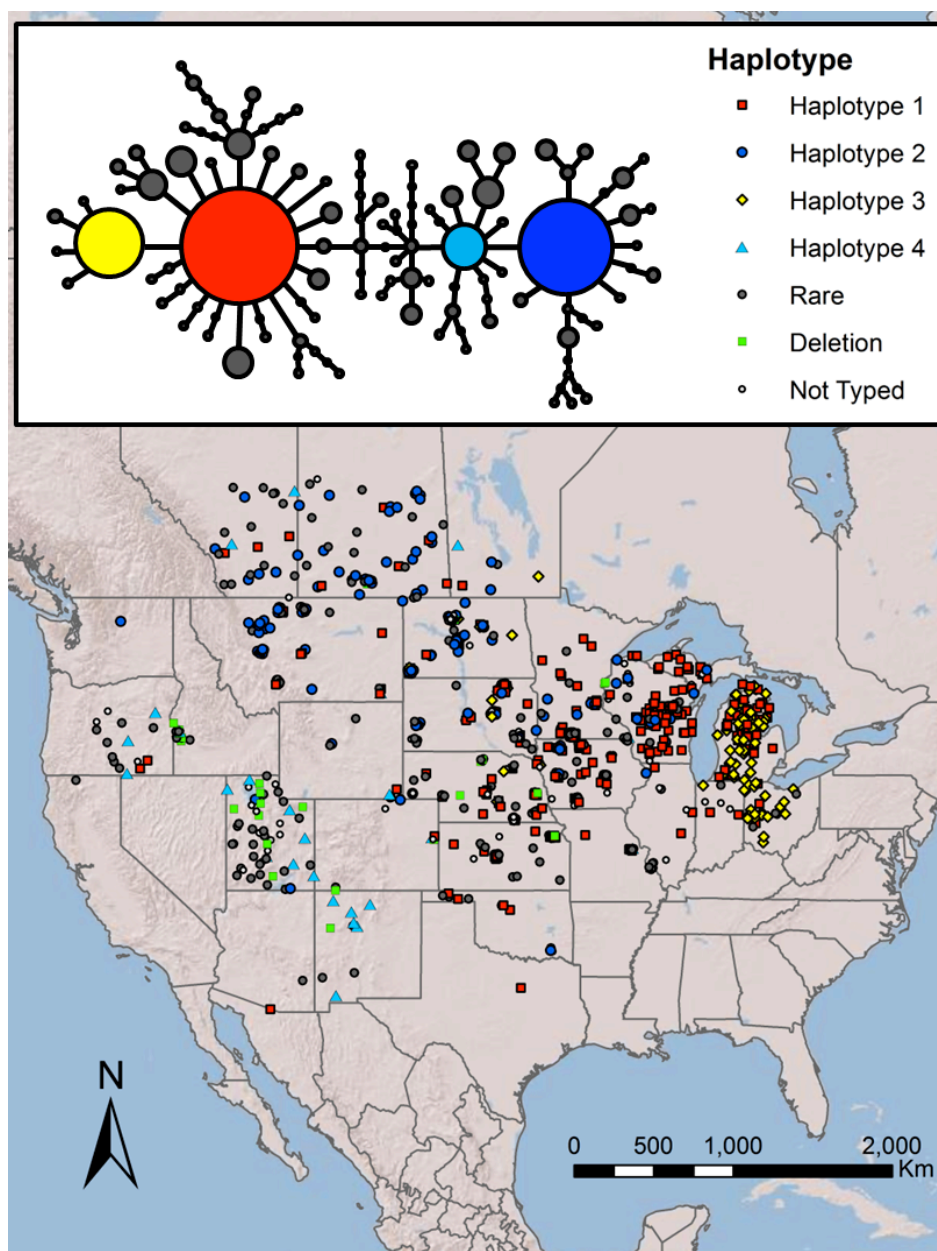 Haplotype
Haplotype 1
Haplotype 2
Haplotype 3
Haplotype 4
Rare
Deletion
Not Typed
N
0 500 1,000 2,000
Km